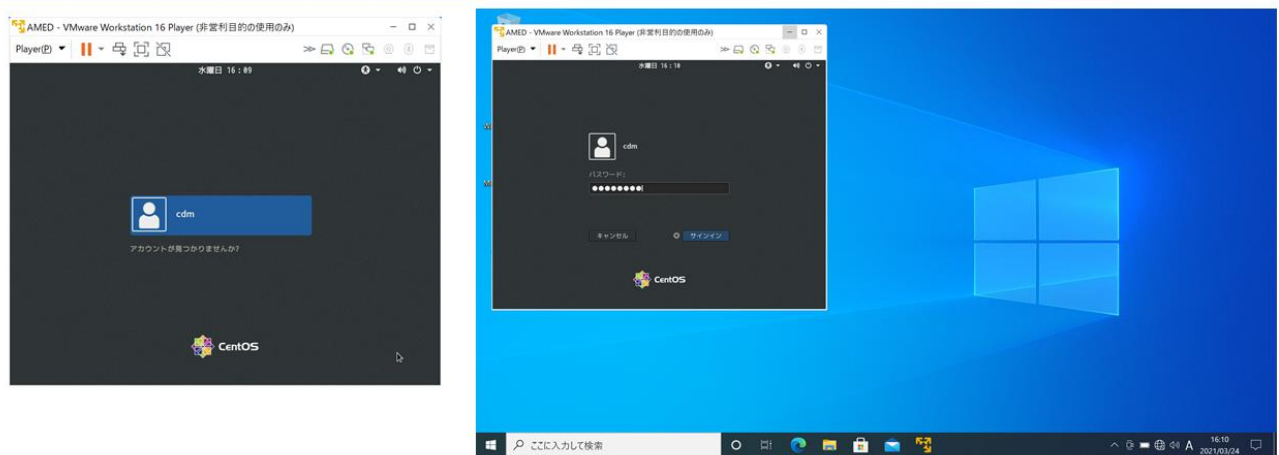 AMED - VMware Workstation 16 Player (非営利目的の使用のみ)
Player(P)
水曜日 16：09
cdm
アカウントが見つかりませんか?
CentOS
AMED - VMware Workstation 16 Player (非営利目的の使用のみ)
Player(P)
水曜日 16：10
cdm
パスワード:
キャンセル
サインイン
CentOS
ここに入力して検索
A
16:10
2021/03/24